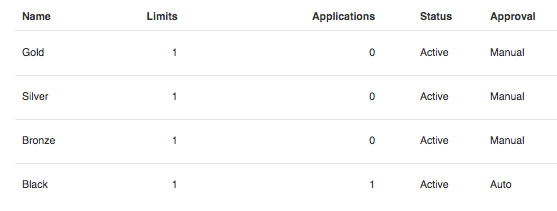 Name Limits Applications Status Approval
Gold 1 0 Active Manual
Silver 1 0 Active Manual
Bronze 1 0 Active Manual
Black 1 1 Active Auto